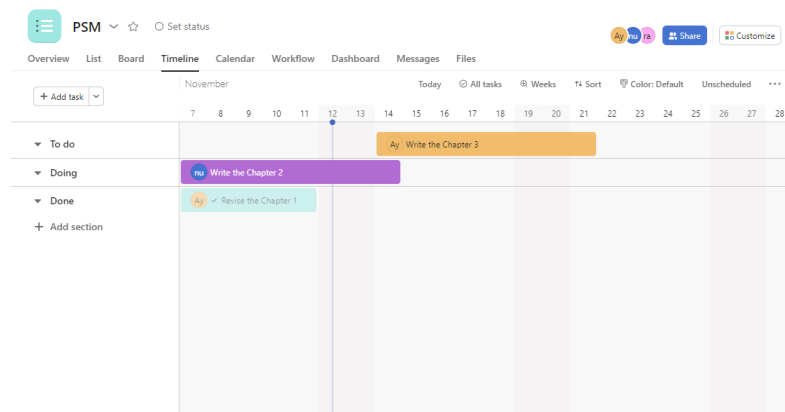 PSM Set status
Ay nu ra Share Customize
Overview List Board Timeline Calendar Workflow Dashboard Messages Files
November Today All tasks Weeks Sort Color: Default Unscheduled
+ Add task
7 8 9 10 11 12 13 14 15 16 17 18 19 20 21 22 23 24 25 26 27 28
To do
Ay Write the Chapter 3
Doing
nu Write the Chapter 2
Done
Ay Revise the Chapter 1
+ Add section